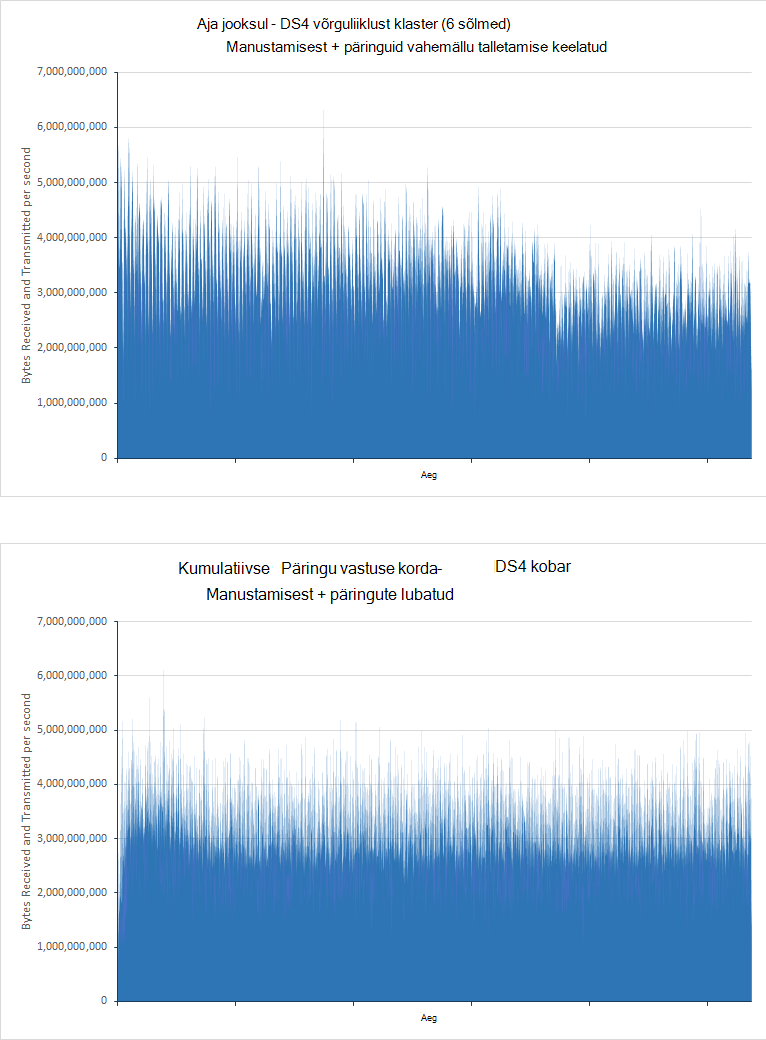 Aja jooksul - DS4 võrguliiklust klaster (6 sõlmed)
Manustamisest + päringuid vahemällu talletamise keelatud
7,000,000,000
6,000,000,000
5,000,000,000
4,000,000,000
3,000,000,000
2,000,000,000
1,000,000,000
0
Bytes Received and Transmitted per second
Aeg
Kumulatiivse Päringu vastuse korda- DS4 kobar
Manustamisest + päringute lubatud
7,000,000,000
6,000,000,000
5,000,000,000
4,000,000,000
3,000,000,000
2,000,000,000
1,000,000,000
0
Bytes Received and Transmitted per second
Aeg